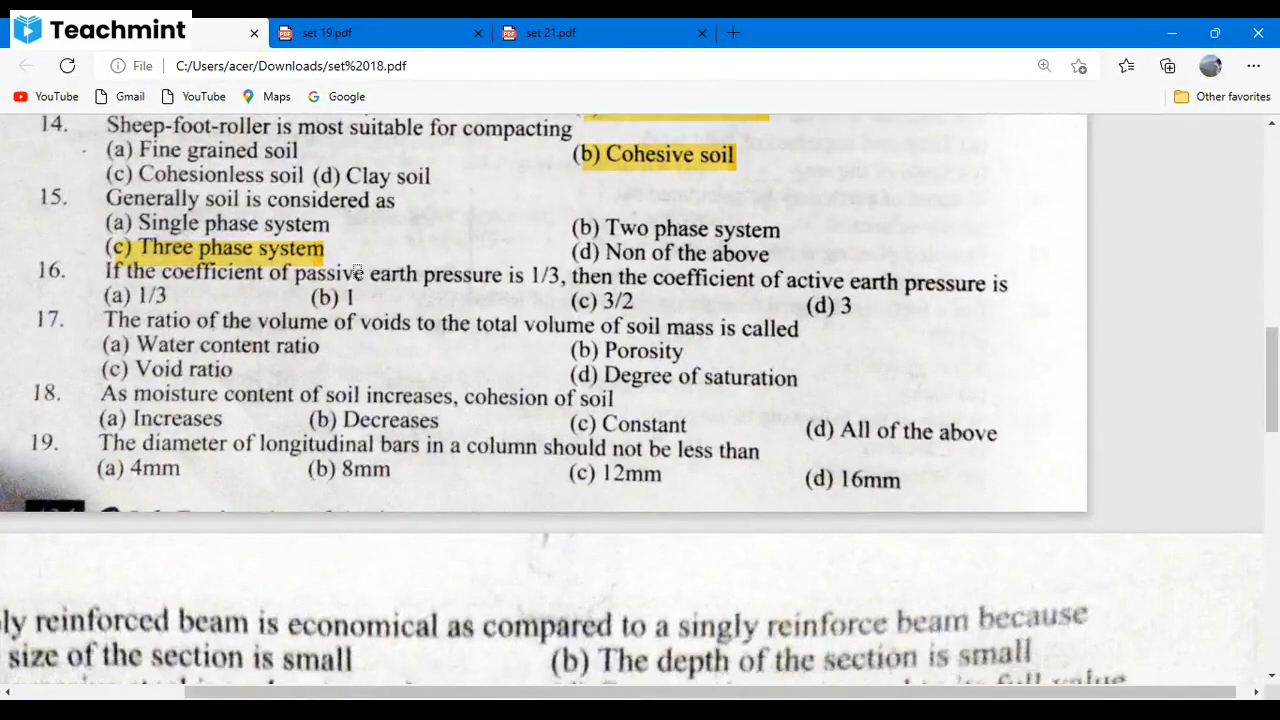 Teachmint
set 19.pdf
set 21.pdf
File
C:/Users/acer/Downloads/set%2018.pdf
YouTube
Gmail
YouTube
Maps
Google
Other favorites
14. Sheep-foot-roller is most suitable for compacting
(a) Fine grained soil (b) Cohesive soil
(c) Cohesionless soil (d) Clay soil
15. Generally soil is considered as
(a) Single phase system (b) Two phase system
(c) Three phase system (d) Non of the above
16. If the coefficient of passive earth pressure is 1/3, then the coefficient of active earth pressure is
(a) 1/3 (b) 1 (c) 3/2 (d) 3
17. The ratio of the volume of voids to the total volume of soil mass is called
(a) Water content ratio (b) Porosity
(c) Void ratio (d) Degree of saturation
18. As moisture content of soil increases, cohesion of soil
(a) Increases (b) Decreases (c) Constant (d) All of the above
19. The diameter of longitudinal bars in a column should not be less than
(a) 4mm (b) 8mm (c) 12mm (d) 16mm
ly reinforced beam is economical as compared to a singly reinforce beam because
size of the section is small (b) The depth of the section is small